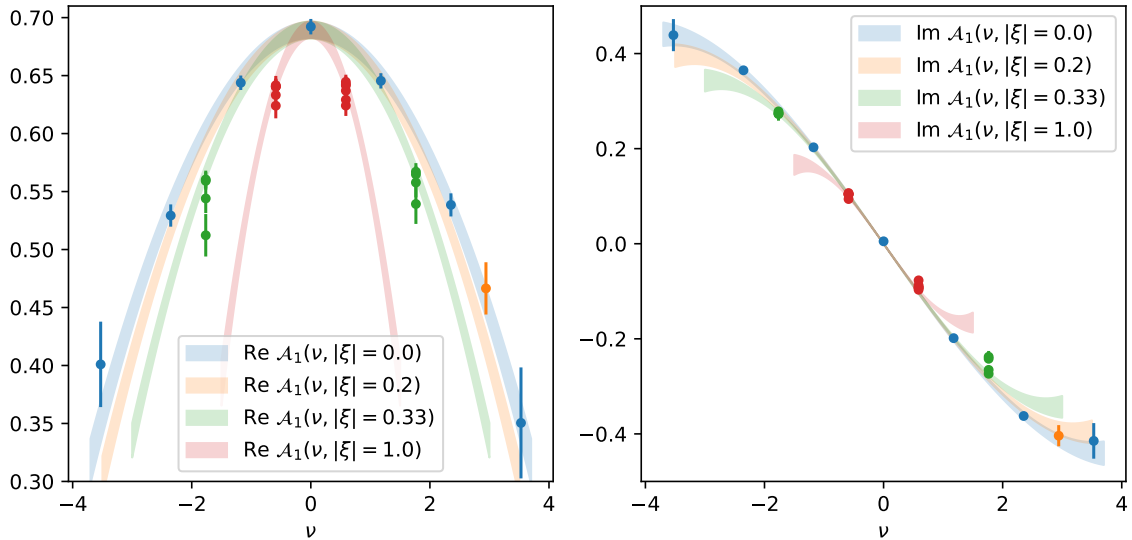 0.70
0.65
0.60
0.55
0.50
0.45
0.40
0.35
0.30
−4
−2
0
2
4
ν
Re 𝒜₁(ν, |ξ| = 0.0)
Re 𝒜₁(ν, |ξ| = 0.2)
Re 𝒜₁(ν, |ξ| = 0.33)
Re 𝒜₁(ν, |ξ| = 1.0)
0.4
0.2
0.0
−0.2
−0.4
−4
−2
0
2
4
ν
Im 𝒜₁(ν, |ξ| = 0.0)
Im 𝒜₁(ν, |ξ| = 0.2)
Im 𝒜₁(ν, |ξ| = 0.33)
Im 𝒜₁(ν, |ξ| = 1.0)